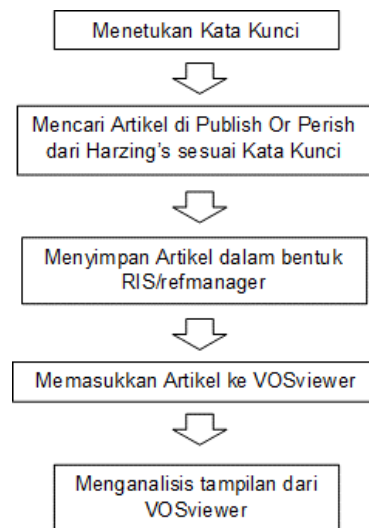 Menetukan Kata Kunci
Mencari Artikel di Publish Or Perish
dari Harzing's sesuai Kata Kunci
Menyimpan Artikel dalam bentuk
RIS/refmanager
Memasukkan Artikel ke VOSviewer
Menganalisis tampilan dari
VOSviewer